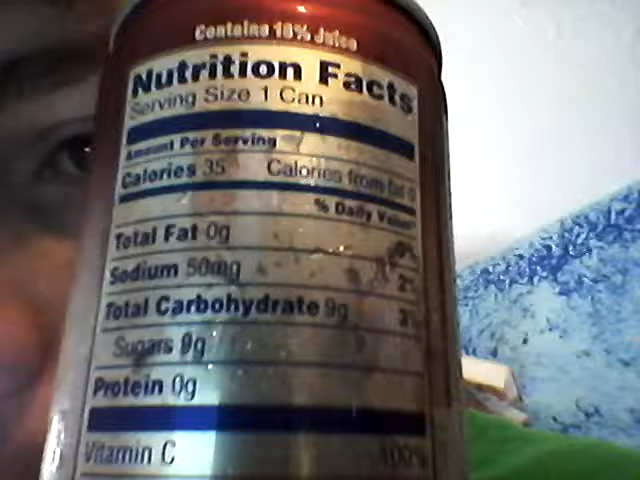 Contains 18% Juice
Nutrition Facts
Serving Size 1 Can
Amount Per Serving
Calories 35 Calories from fat 0
% Daily Value*
Total Fat 0g 0%
Sodium 50mg 2%
Total Carbohydrate 9g 3%
Sugars 9g
Protein 0g
Vitamin C 100%